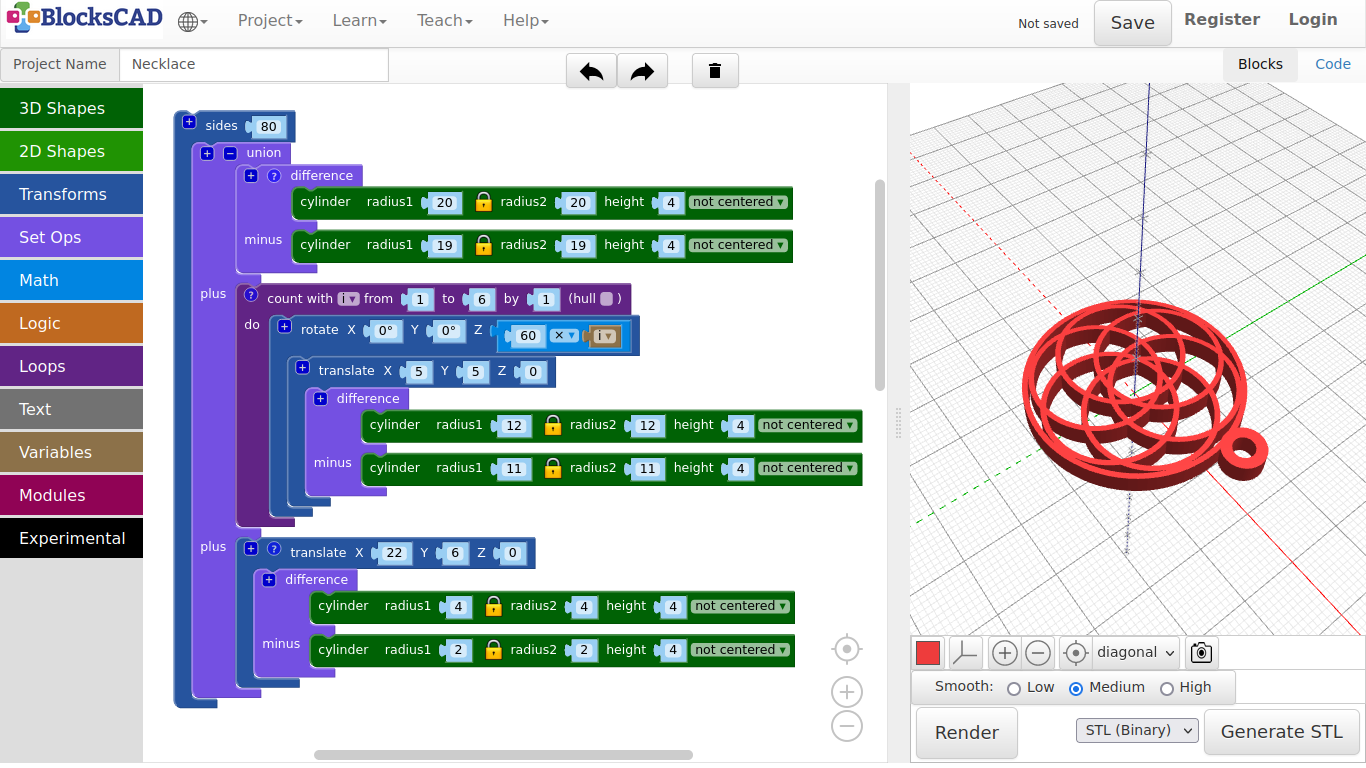 BlocksCAD Project Learn Teach Help Not saved Save Register Login
Project Name Necklace Blocks Code
3D Shapes
2D Shapes
Transforms
Set Ops
Math
Logic
Loops
Text
Variables
Modules
Experimental
+ sides 80
+ − union
+ ? difference
cylinder radius1 20 radius2 20 height 4 not centered
minus cylinder radius1 19 radius2 19 height 4 not centered
plus ? count with i from 1 to 6 by 1 (hull )
do + rotate X 0° Y 0° Z 60 × i
+ translate X 5 Y 5 Z 0
+ difference
cylinder radius1 12 radius2 12 height 4 not centered
minus cylinder radius1 11 radius2 11 height 4 not centered
plus + ? translate X 22 Y 6 Z 0
+ difference
cylinder radius1 4 radius2 4 height 4 not centered
minus cylinder radius1 2 radius2 2 height 4 not centered
diagonal
Smooth: Low Medium High
Render STL (Binary) Generate STL